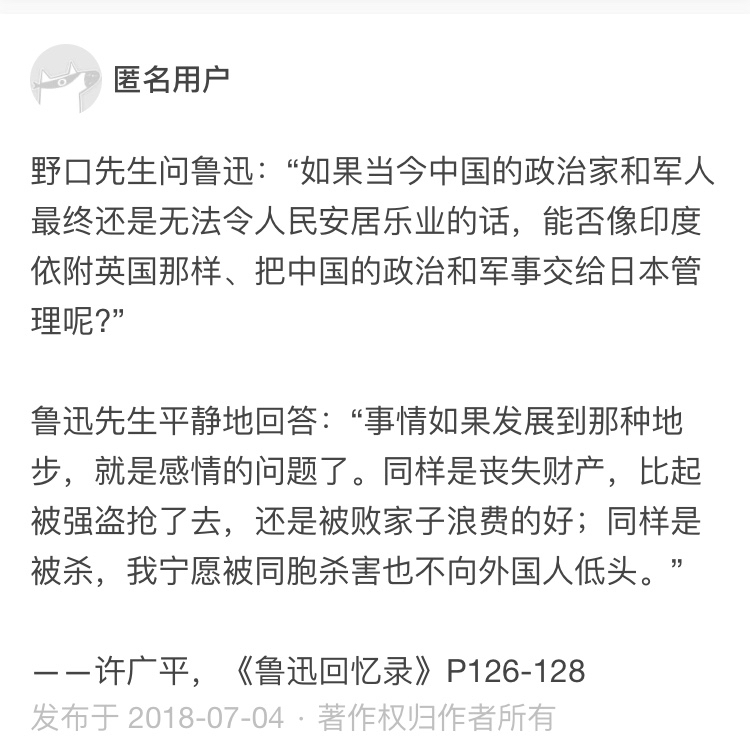 匿名用户
野口先生问鲁迅：“如果当今中国的政治家和军人
最终还是无法令人民安居乐业的话，能否像印度
依附英国那样、把中国的政治和军事交给日本管
理呢?”
鲁迅先生平静地回答：“事情如果发展到那种地
步，就是感情的问题了。同样是丧失财产，比起
被强盗抢了去，还是被败家子浪费的好；同样是
被杀，我宁愿被同胞杀害也不向外国人低头。”
——许广平，《鲁迅回忆录》P126-128
发布于 2018-07-04 · 著作权归作者所有